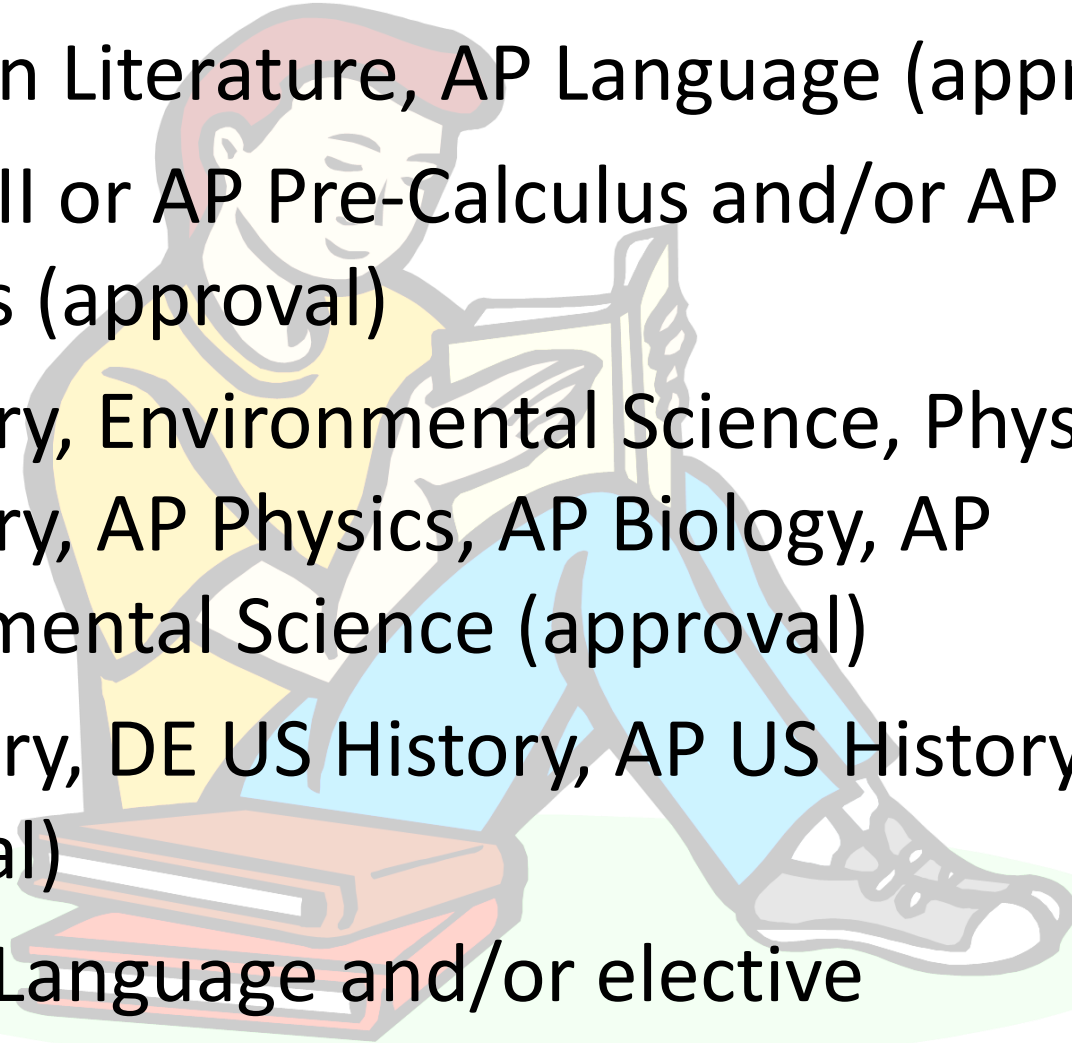 n Literature, AP Language (appr
II or AP Pre-Calculus and/or AP
s (approval)
ry, Environmental Science, Phys
ry, AP Physics, AP Biology, AP
mental Science (approval)
ry, DE US History, AP US History
al)
Language and/or elective